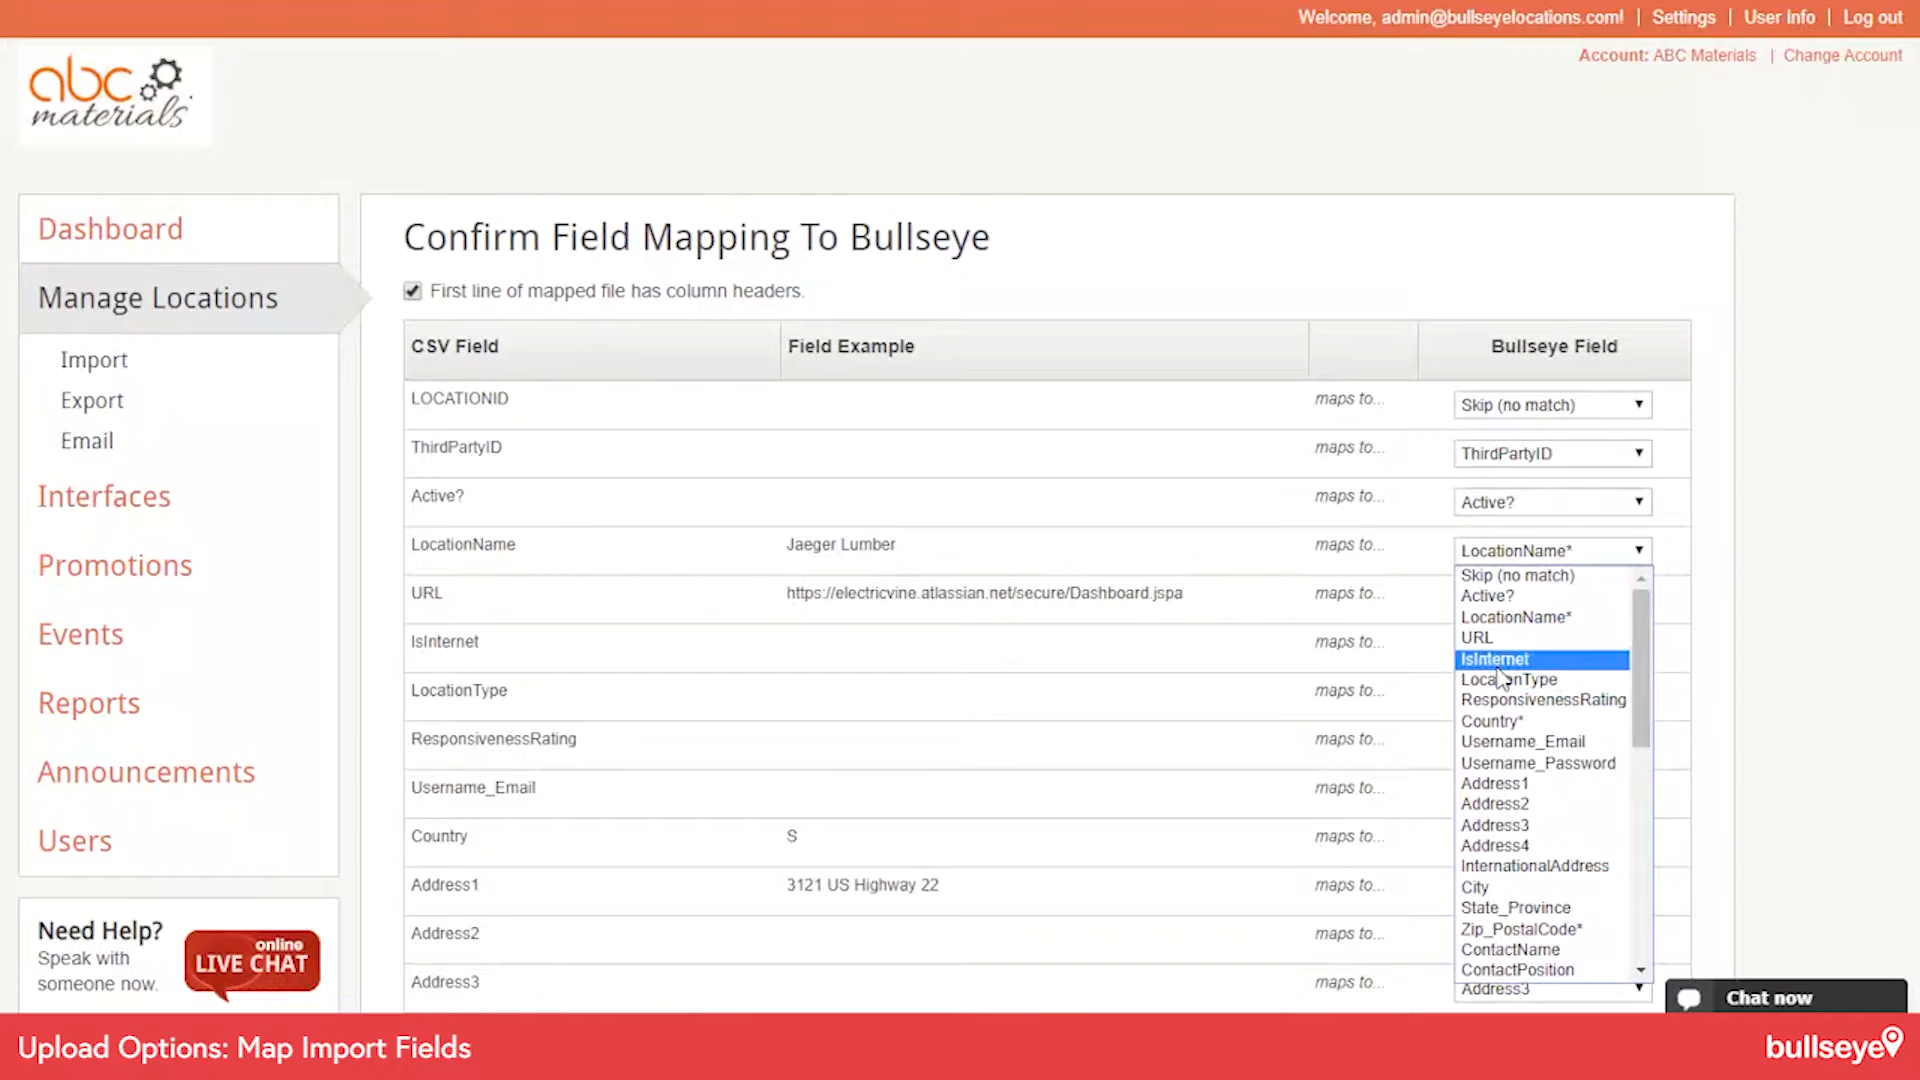 Welcome, admin@bullseyelocations.com! | Settings | User Info | Log out
Account: ABC Materials | Change Account
abc
materials
Dashboard
Manage Locations
Import
Export
Email
Interfaces
Promotions
Events
Reports
Announcements
Users
Need Help?
Speak with
someone now.
online
LIVE CHAT
Confirm Field Mapping To Bullseye
First line of mapped file has column headers.
CSV Field Field Example Bullseye Field
LOCATIONID maps to... Skip (no match)
ThirdPartyID maps to... ThirdPartyID
Active? maps to... Active?
LocationName Jaeger Lumber maps to... LocationName*
URL https://electricvine.atlassian.net/secure/Dashboard.jspa maps to...
IsInternet maps to...
LocationType maps to...
ResponsivenessRating maps to...
Username_Email maps to...
Country S maps to...
Address1 3121 US Highway 22 maps to...
Address2 maps to...
Address3 maps to... Address3
Skip (no match)
Active?
LocationName*
URL
IsInternet
LocationType
ResponsivenessRating
Country*
Username_Email
Username_Password
Address1
Address2
Address3
Address4
InternationalAddress
City
State_Province
Zip_PostalCode*
ContactName
ContactPosition
Chat now
Upload Options: Map Import Fields
bullseye